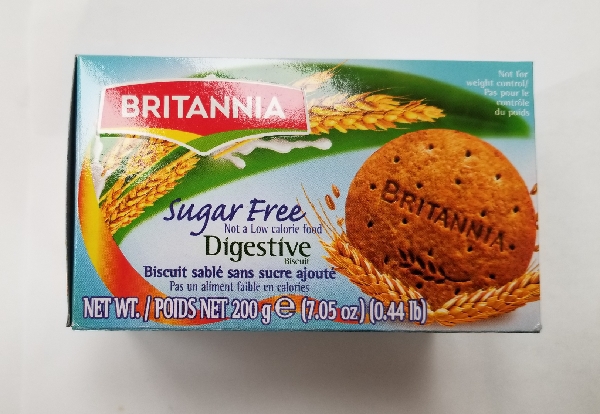 BRITANNIA
Not for
weight control/
Pas pour le
contrôle
du poids
BRITANNIA
Sugar Free
Not a Low calorie food
Digestive
Biscuit
Biscuit sablé sans sucre ajouté
Pas un aliment faible en calories
NET WT. / POIDS NET 200 g e (7.05 oz) (0.44 lb)